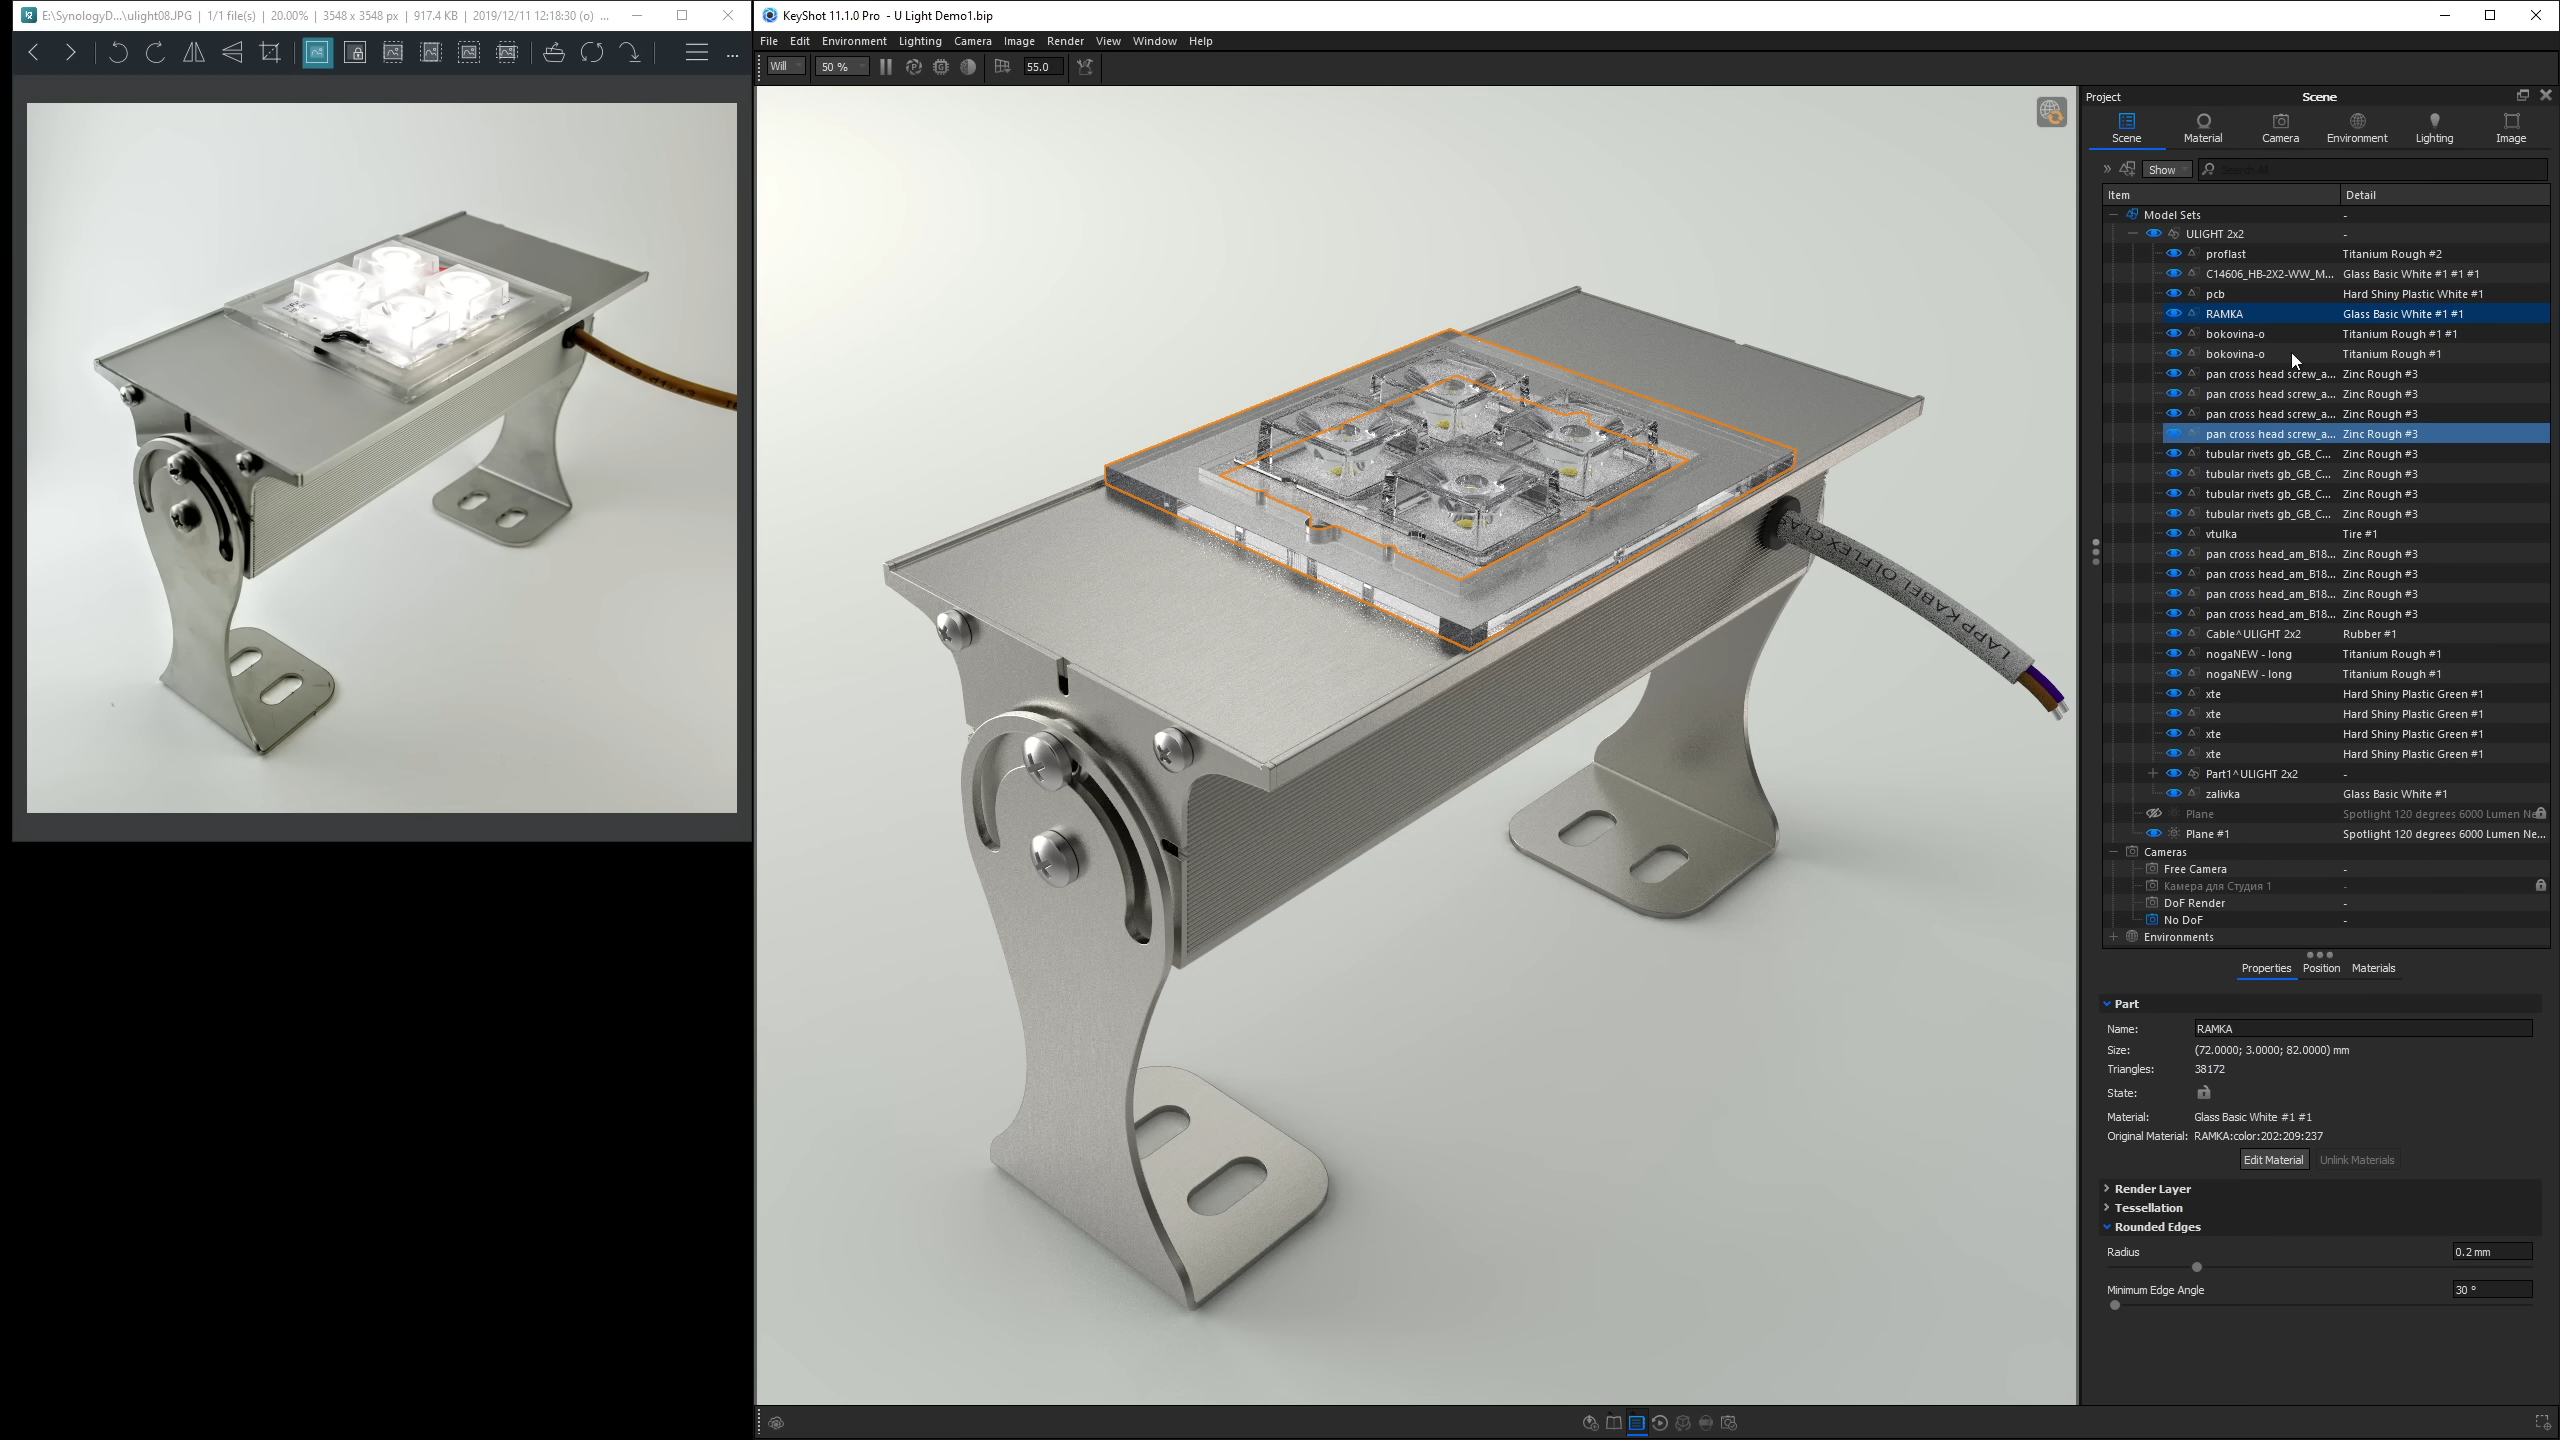 E:\SynologyD...\ulight08.JPG | 1/1 file(s) | 20.00% | 3548 x 3548 px | 917.4 KB | 2019/12/11 12:18:30 (o) ...
KeyShot 11.1.0 Pro - U Light Demo1.bip
File Edit Environment Lighting Camera Image Render View Window Help
Will 50 % 55.0
Project Scene
Scene Material Camera Environment Lighting Image
Show
Item Detail
Model Sets -
ULIGHT 2x2 -
proflast Titanium Rough #2
C14606_HB-2X2-WW_M... Glass Basic White #1 #1 #1
pcb Hard Shiny Plastic White #1
RAMKA Glass Basic White #1 #1
bokovina-o Titanium Rough #1 #1
bokovina-o Titanium Rough #1
pan cross head screw_a... Zinc Rough #3
pan cross head screw_a... Zinc Rough #3
pan cross head screw_a... Zinc Rough #3
pan cross head screw_a... Zinc Rough #3
tubular rivets gb_GB_C... Zinc Rough #3
tubular rivets gb_GB_C... Zinc Rough #3
tubular rivets gb_GB_C... Zinc Rough #3
tubular rivets gb_GB_C... Zinc Rough #3
vtulka Tire #1
pan cross head_am_B18... Zinc Rough #3
pan cross head_am_B18... Zinc Rough #3
pan cross head_am_B18... Zinc Rough #3
pan cross head_am_B18... Zinc Rough #3
Cable^ULIGHT 2x2 Rubber #1
nogaNEW - long Titanium Rough #1
nogaNEW - long Titanium Rough #1
xte Hard Shiny Plastic Green #1
xte Hard Shiny Plastic Green #1
xte Hard Shiny Plastic Green #1
xte Hard Shiny Plastic Green #1
Part1^ULIGHT 2x2 -
zalivka Glass Basic White #1
Plane Spotlight 120 degrees 6000 Lumen Ne
Plane #1 Spotlight 120 degrees 6000 Lumen Ne...
Cameras
Free Camera -
Камера для Студия 1 -
DoF Render -
No DoF -
Environments
Properties Position Materials
Part
Name: RAMKA
Size: (72.0000; 3.0000; 82.0000) mm
Triangles: 38172
State:
Material: Glass Basic White #1 #1
Original Material: RAMKA:color:202:209:237
Edit Material Unlink Materials
Render Layer
Tessellation
Rounded Edges
Radius 0.2 mm
Minimum Edge Angle 30 °
LAPP KABEL OLFLEX CLAS